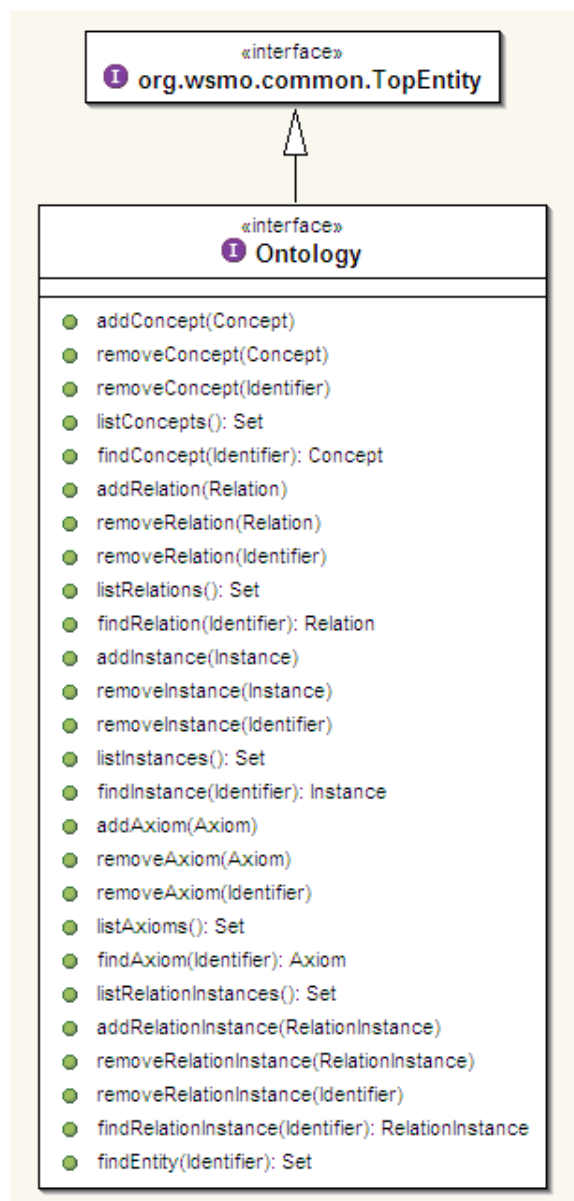 «interface»
I org.wsmo.common.TopEntity
«interface»
I Ontology
addConcept(Concept)
removeConcept(Concept)
removeConcept(Identifier)
listConcepts(): Set
findConcept(Identifier): Concept
addRelation(Relation)
removeRelation(Relation)
removeRelation(Identifier)
listRelations(): Set
findRelation(Identifier): Relation
addInstance(Instance)
removeInstance(Instance)
removeInstance(Identifier)
listInstances(): Set
findInstance(Identifier): Instance
addAxiom(Axiom)
removeAxiom(Axiom)
removeAxiom(Identifier)
listAxioms(): Set
findAxiom(Identifier): Axiom
listRelationInstances(): Set
addRelationInstance(RelationInstance)
removeRelationInstance(RelationInstance)
removeRelationInstance(Identifier)
findRelationInstance(Identifier): RelationInstance
findEntity(Identifier): Set